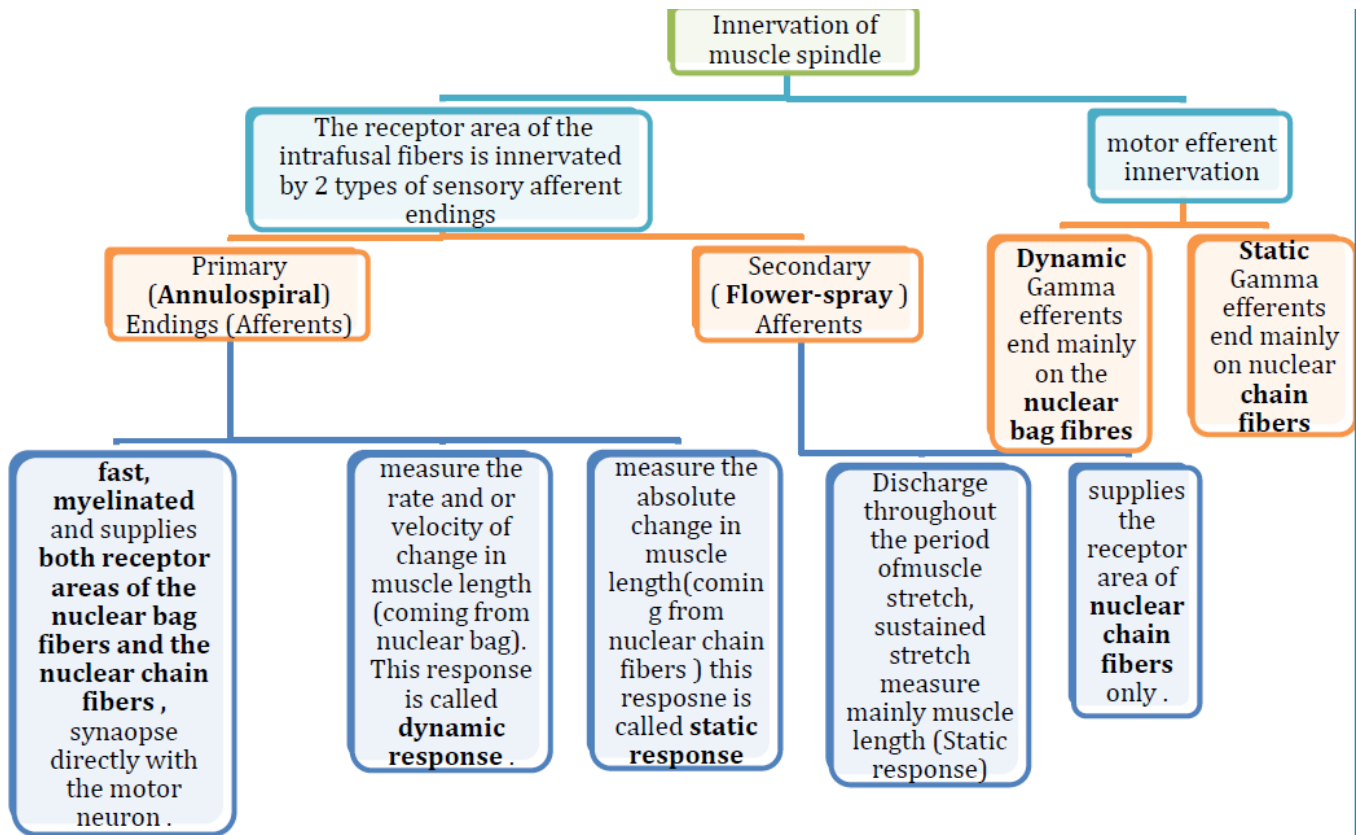 Innervation of
muscle spindle
The receptor area of the
intrafusal fibers is innervated
by 2 types of sensory afferent
endings
motor efferent
innervation
Primary
(Annulospiral)
Endings (Afferents)
Secondary
( Flower-spray )
Afferents
Dynamic
Gamma
efferents
end mainly
on the
nuclear
bag fibres
Static
Gamma
efferents
end mainly
on nuclear
chain
fibers
fast,
myelinated
and supplies
both receptor
areas of the
nuclear bag
fibers and the
nuclear chain
fibers ,
synaopse
directly with
the motor
neuron .
measure the
rate and or
velocity of
change in
muscle length
(coming from
nuclear bag).
This response
is called
dynamic
response .
measure the
absolute
change in
muscle
length(comin
g from
nuclear chain
fibers ) this
resposne is
called static
response
Discharge
throughout
the period
ofmuscle
stretch,
sustained
stretch
measure
mainly muscle
length (Static
response)
supplies
the
receptor
area of
nuclear
chain
fibers
only .